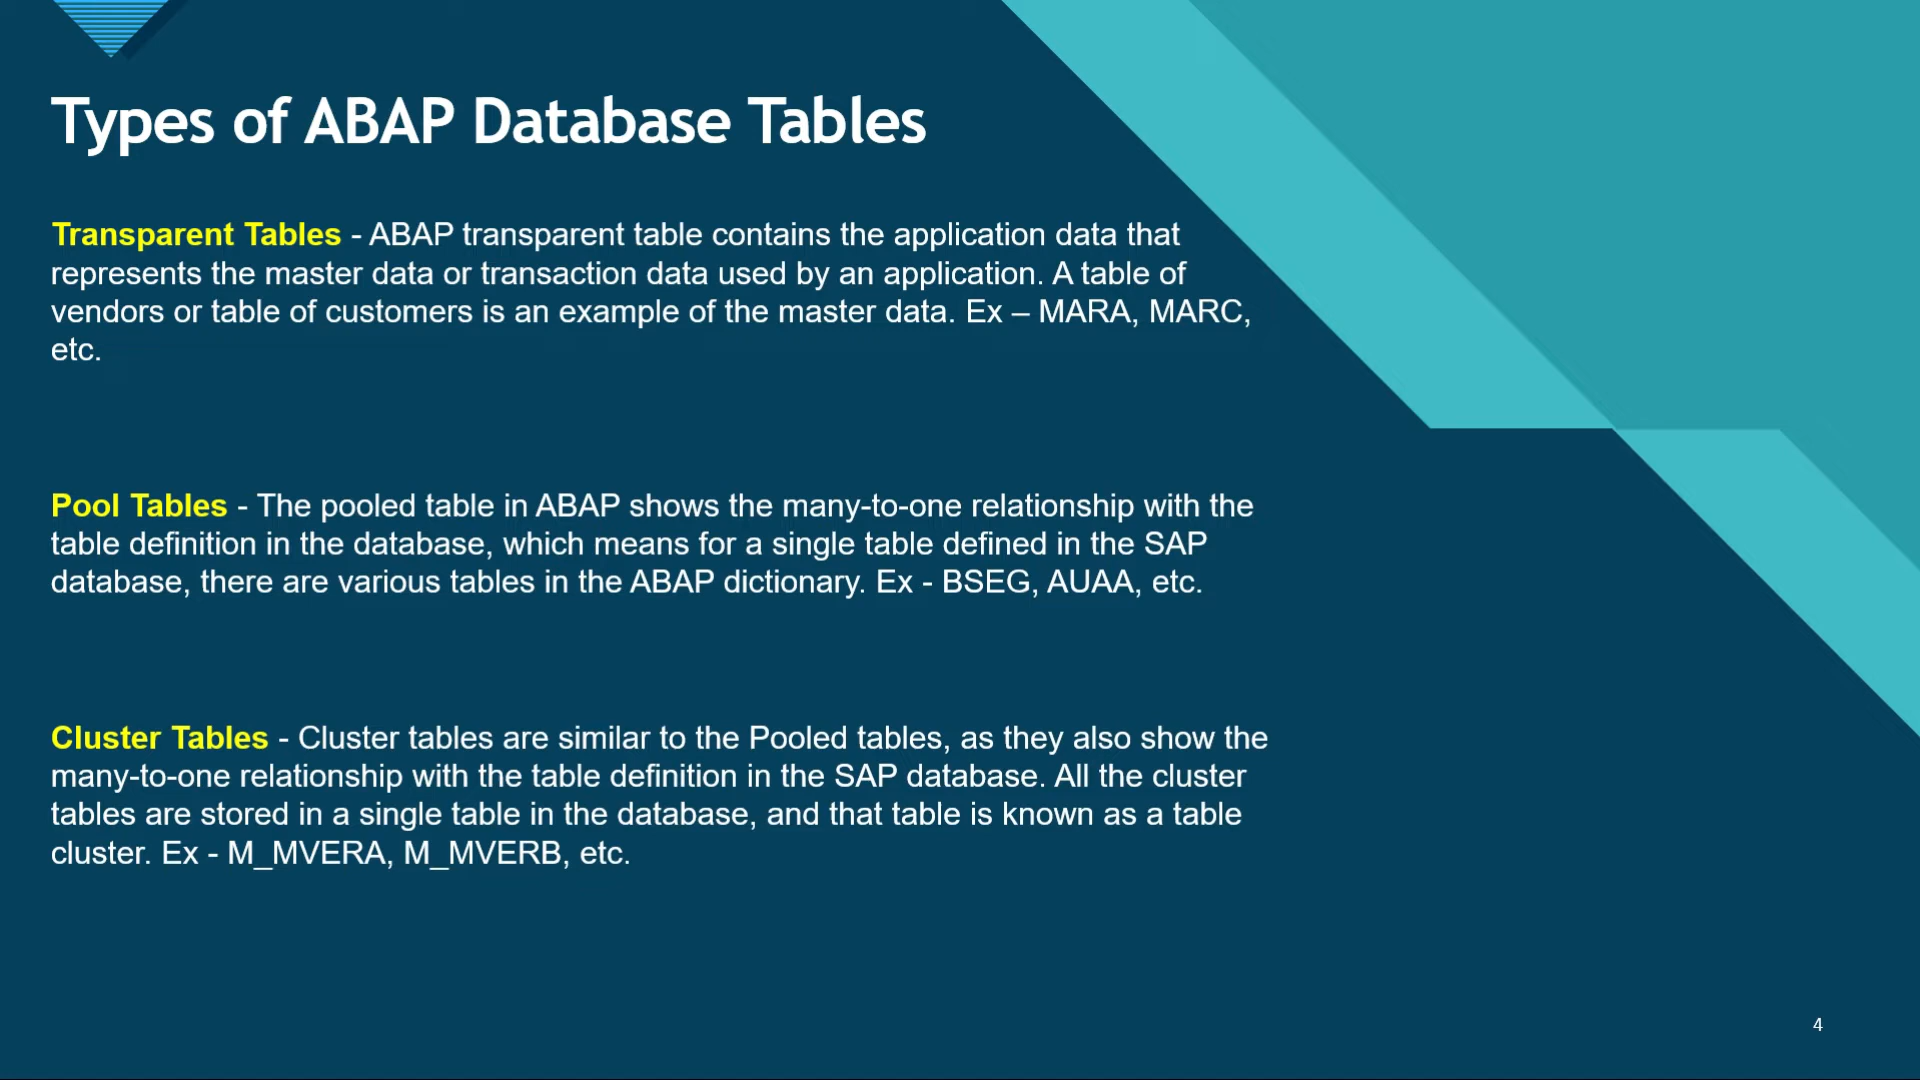 Types of ABAP Database Tables
Transparent Tables - ABAP transparent table contains the application data that
represents the master data or transaction data used by an application. A table of
vendors or table of customers is an example of the master data. Ex – MARA, MARC,
etc.
Pool Tables - The pooled table in ABAP shows the many-to-one relationship with the
table definition in the database, which means for a single table defined in the SAP
database, there are various tables in the ABAP dictionary. Ex - BSEG, AUAA, etc.
Cluster Tables - Cluster tables are similar to the Pooled tables, as they also show the
many-to-one relationship with the table definition in the SAP database. All the cluster
tables are stored in a single table in the database, and that table is known as a table
cluster. Ex - M_MVERA, M_MVERB, etc.
4